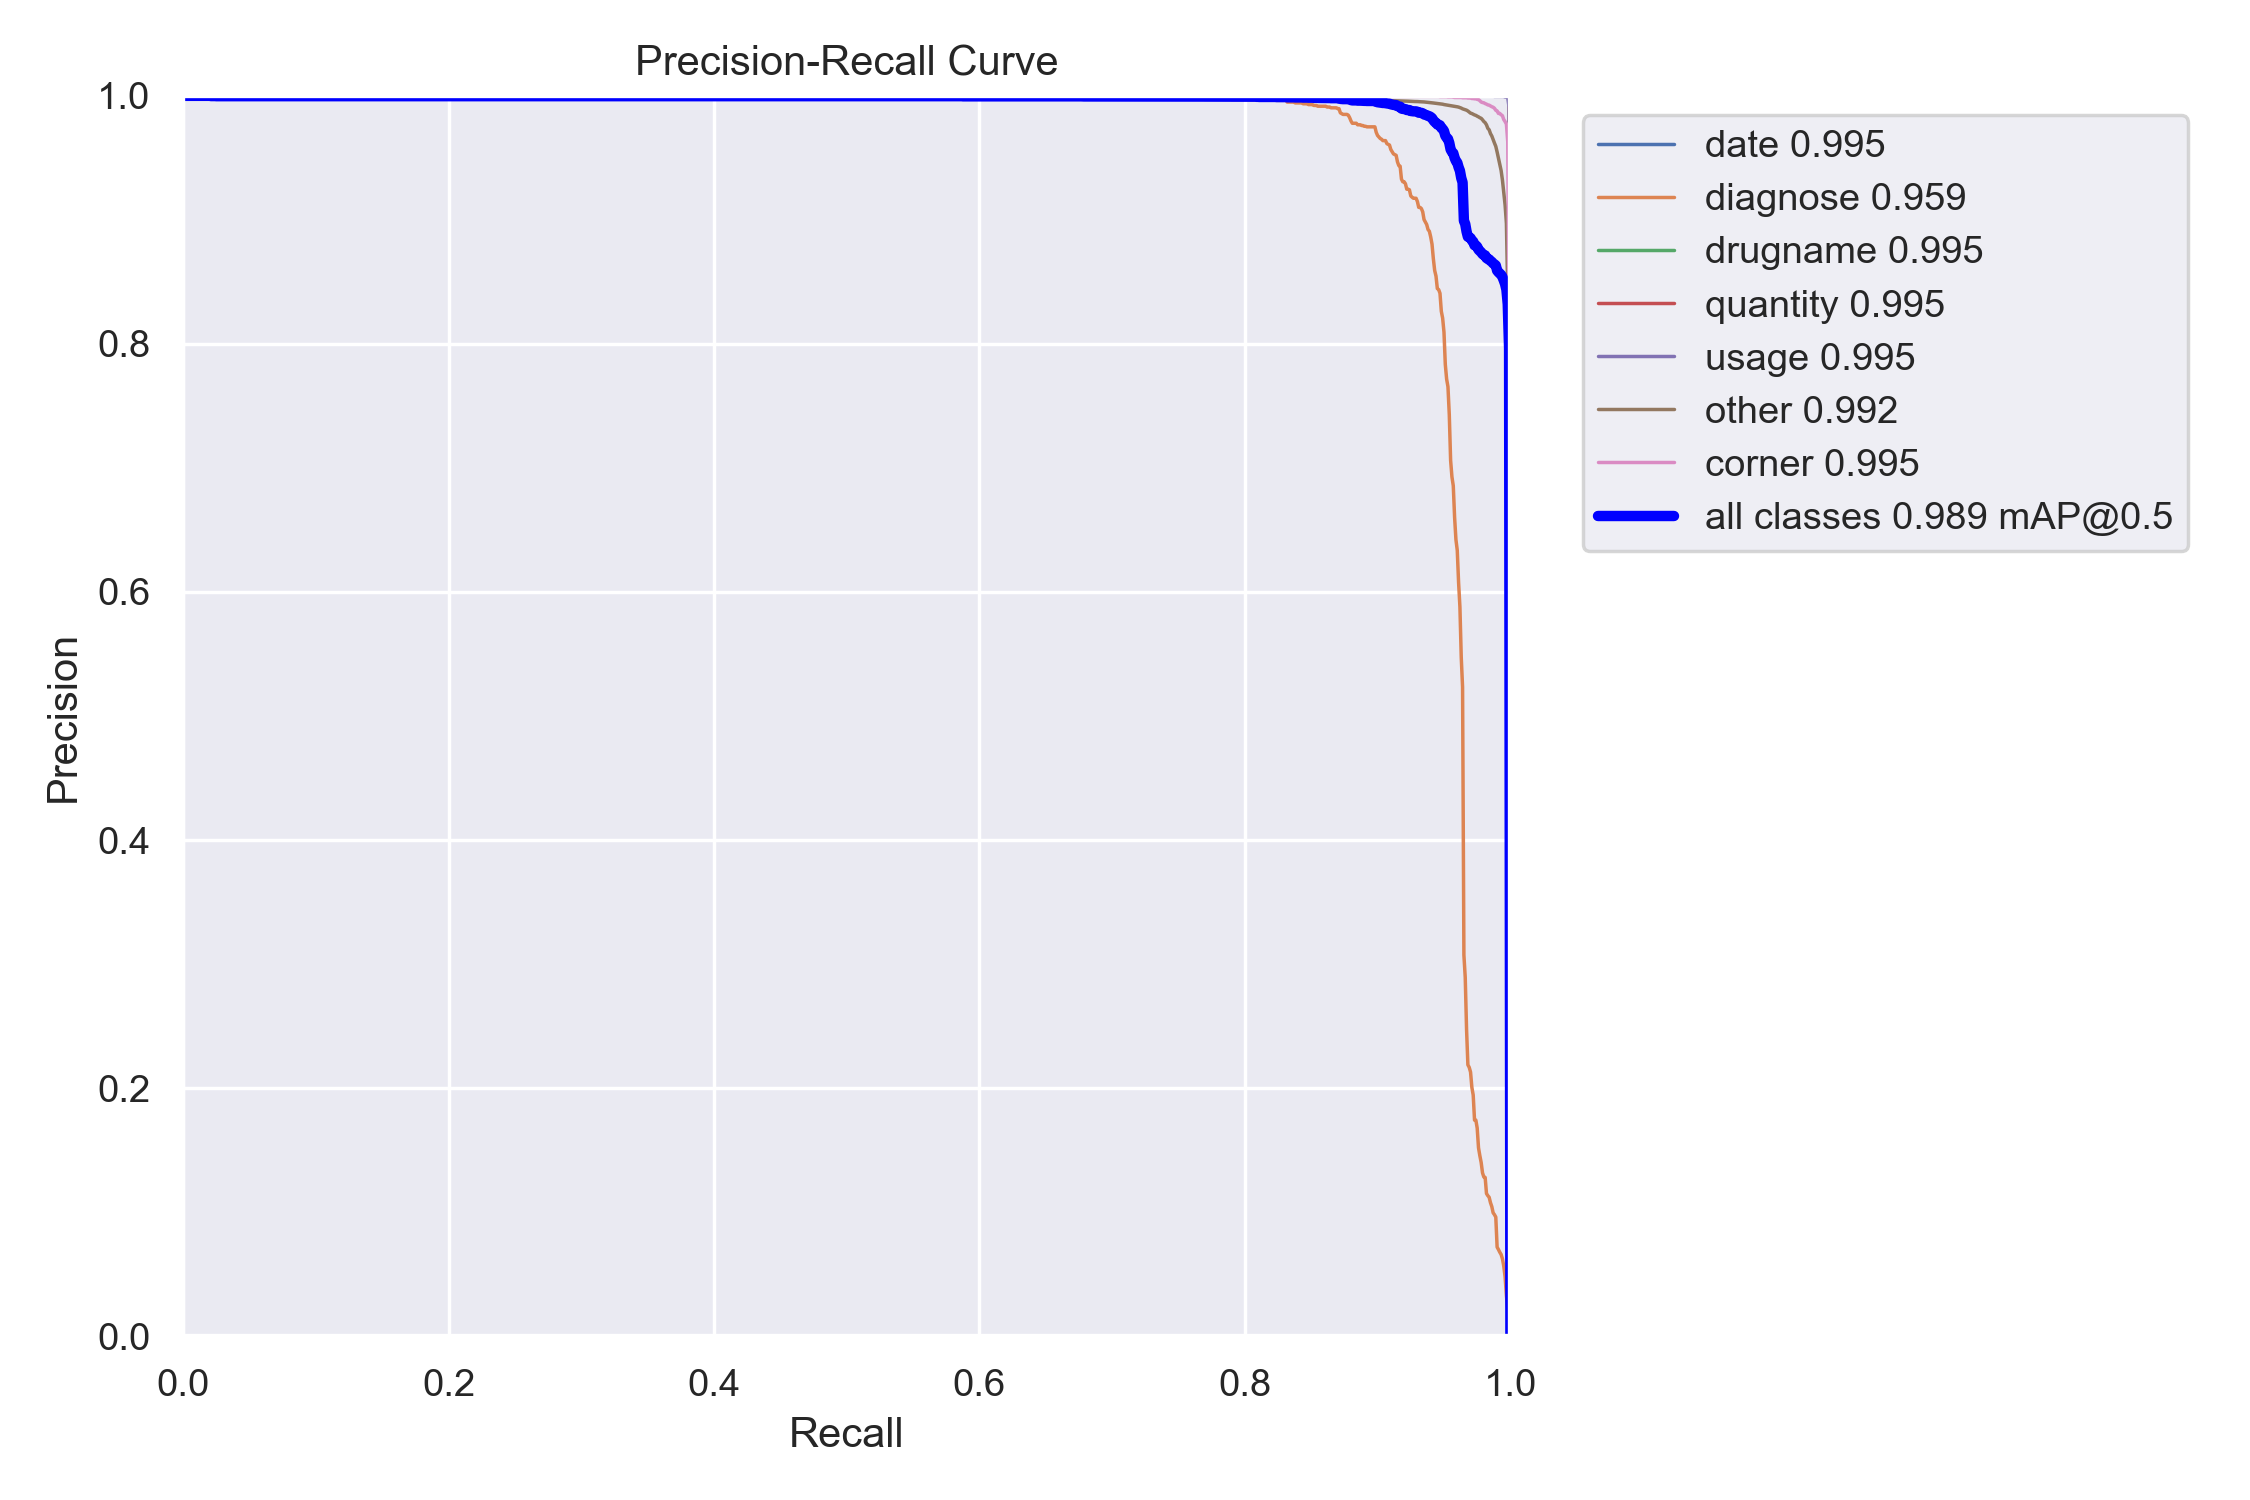 Precision-Recall Curve
1.0
0.8
0.6
0.4
0.2
0.0
Precision
0.0 0.2 0.4 0.6 0.8 1.0
Recall
date 0.995
diagnose 0.959
drugname 0.995
quantity 0.995
usage 0.995
other 0.992
corner 0.995
all classes 0.989 mAP@0.5